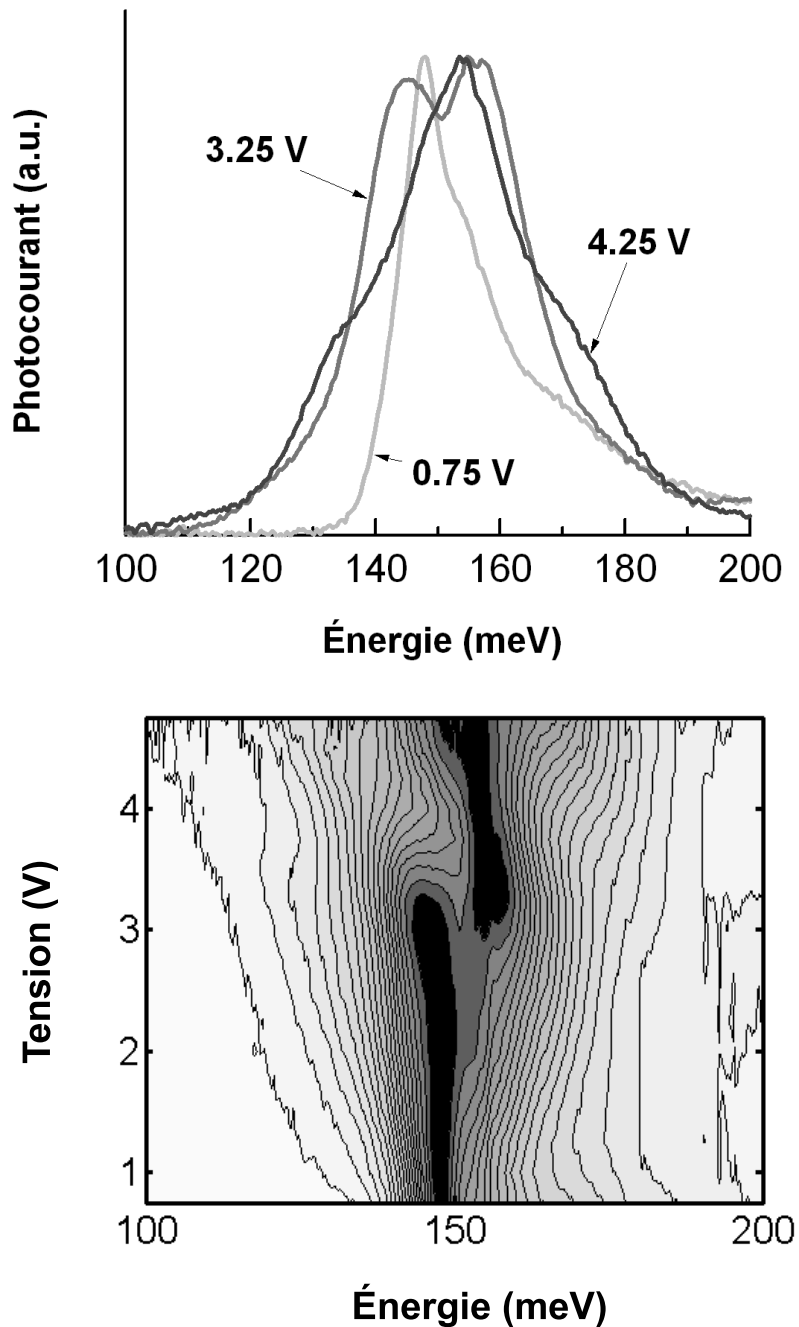 Photocourant (a.u.)
3.25 V
4.25 V
0.75 V
100 120 140 160 180 200
Énergie (meV)
Tension (V)
4
3
2
1
100 150 200
Énergie (meV)